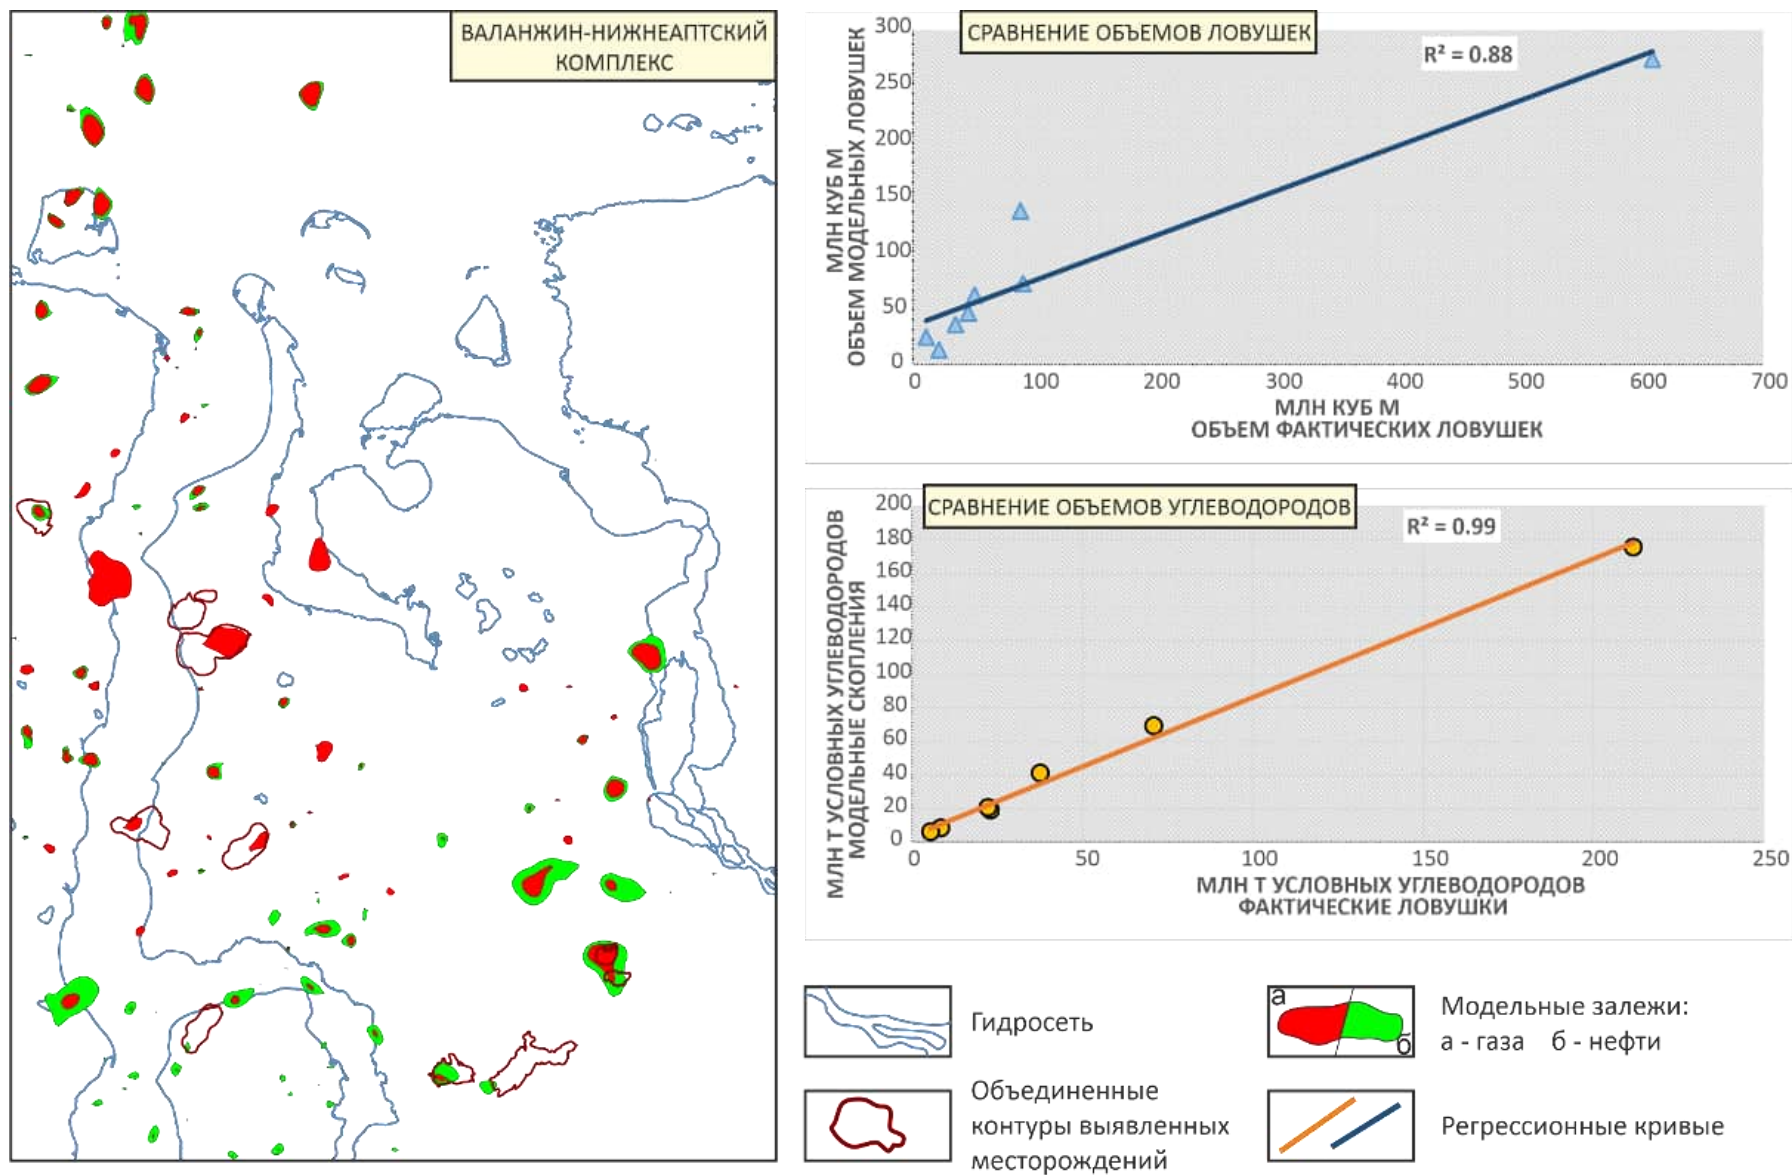 ВАЛАНЖИН-НИЖНЕАПТСКИЙ
КОМПЛЕКС
СРАВНЕНИЕ ОБЪЕМОВ ЛОВУШЕК
R² = 0.88
МЛН КУБ М
ОБЪЕМ МОДЕЛЬНЫХ ЛОВУШЕК
300
250
200
150
100
50
0
0 100 200 300 400 500 600 700
МЛН КУБ М
ОБЪЕМ ФАКТИЧЕСКИХ ЛОВУШЕК
СРАВНЕНИЕ ОБЪЕМОВ УГЛЕВОДОРОДОВ
R² = 0.99
МЛН Т УСЛОВНЫХ УГЛЕВОДОРОДОВ
МОДЕЛЬНЫЕ СКОПЛЕНИЯ
200
180
160
140
120
100
80
60
40
20
0
0 50 100 150 200 250
МЛН Т УСЛОВНЫХ УГЛЕВОДОРОДОВ
ФАКТИЧЕСКИЕ ЛОВУШКИ
Гидросеть
Объединенные
контуры выявленных
месторождений
а
б
Модельные залежи:
а - газа б - нефти
Регрессионные кривые